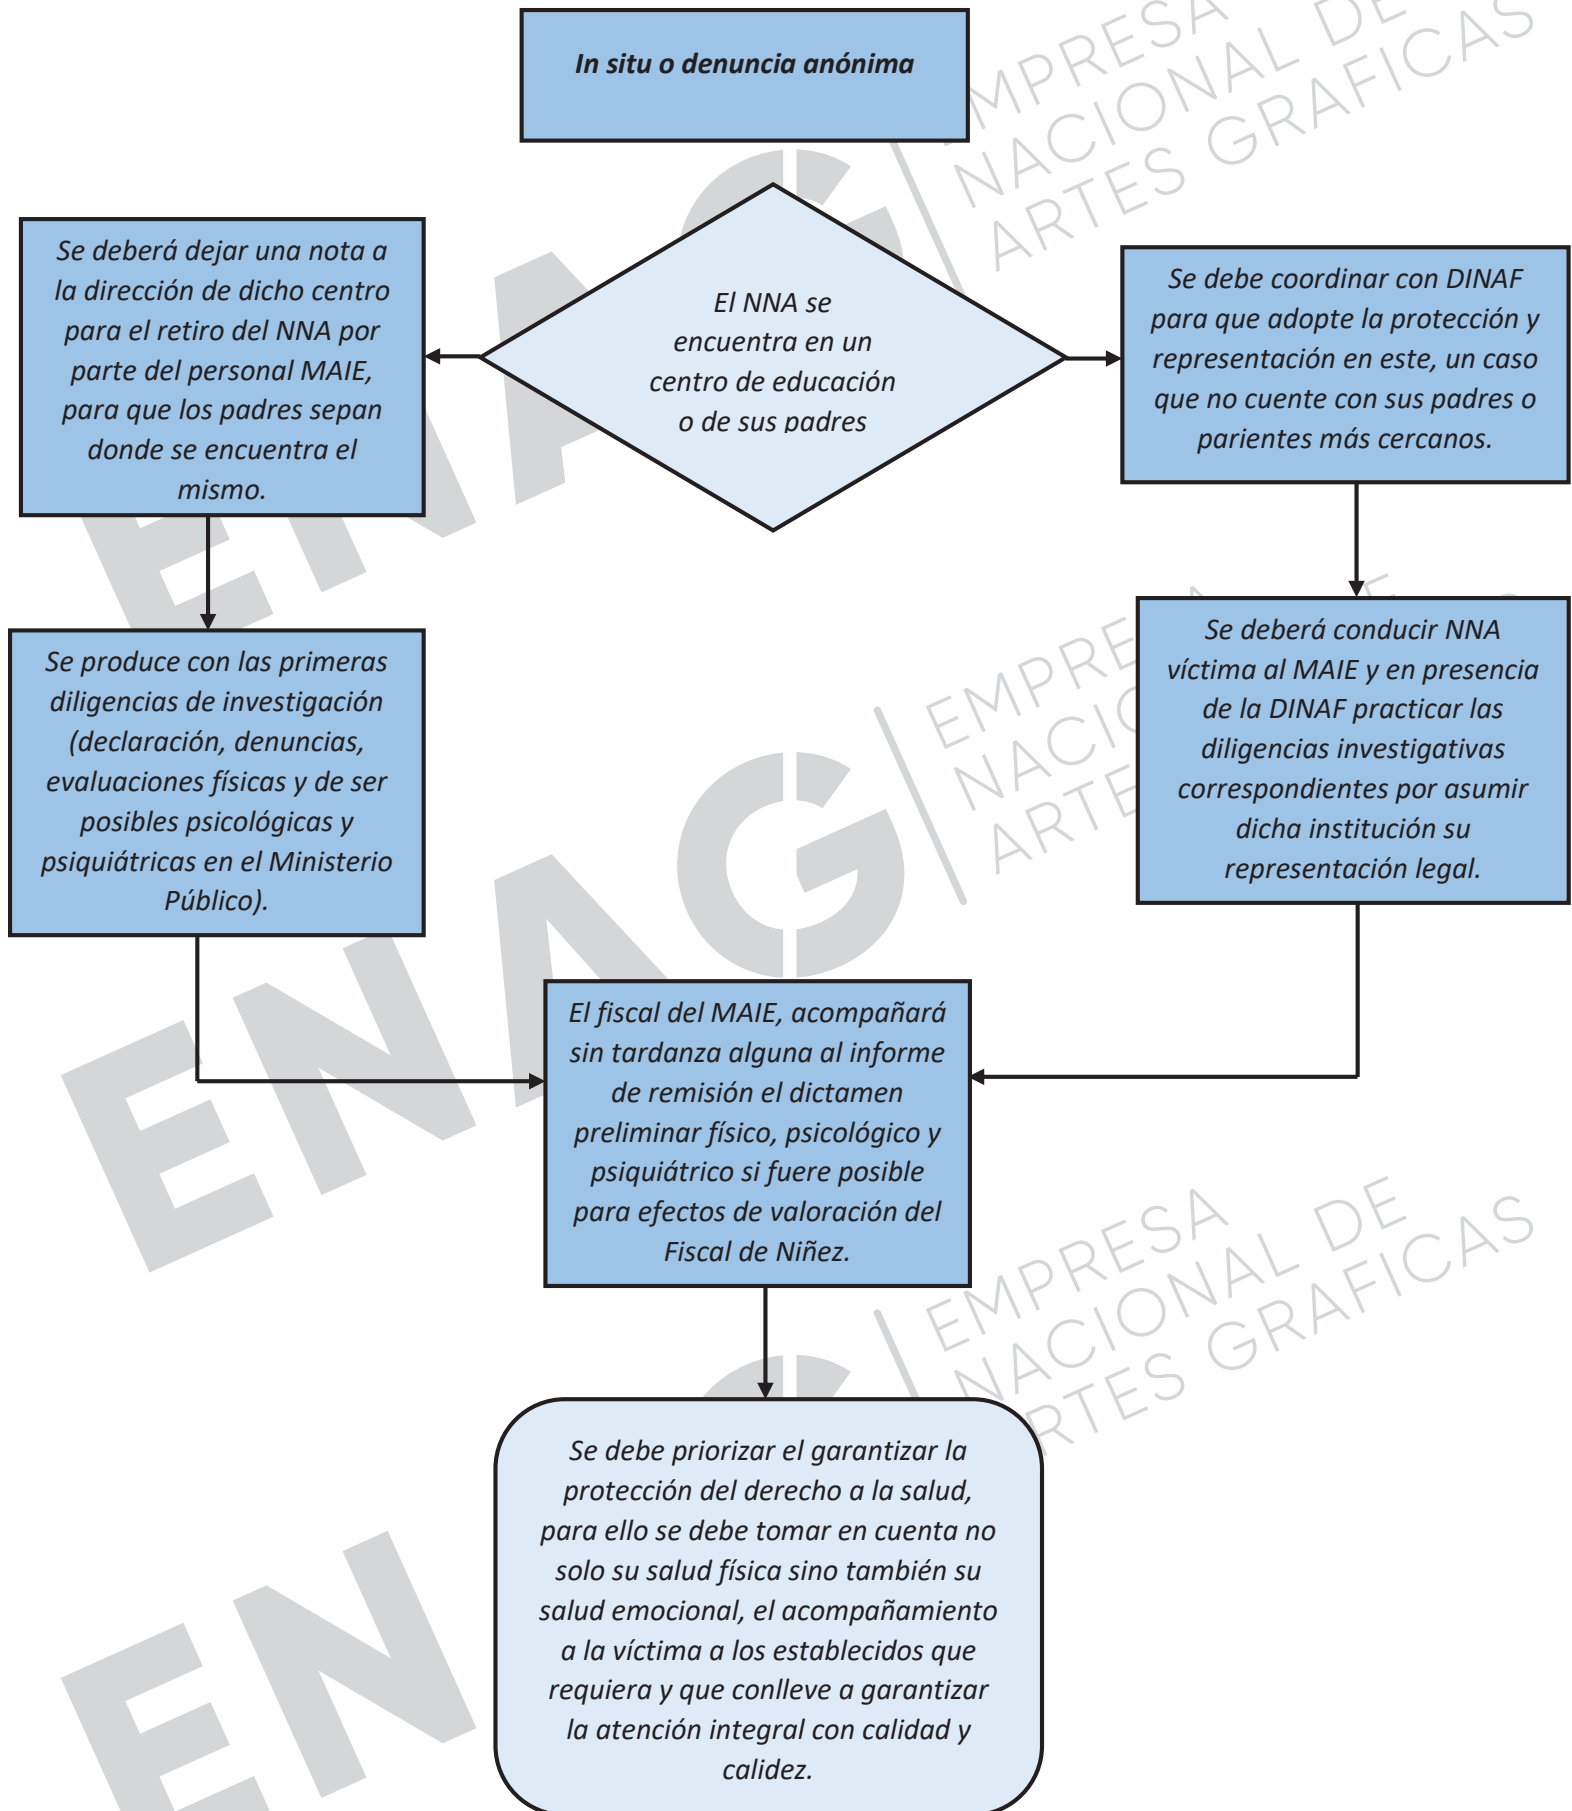 In situ o denuncia anónima
El NNA se
encuentra en un
centro de educación
o de sus padres
Se deberá dejar una nota a
la dirección de dicho centro
para el retiro del NNA por
parte del personal MAIE,
para que los padres sepan
donde se encuentra el
mismo.
Se debe coordinar con DINAF
para que adopte la protección y
representación en este, un caso
que no cuente con sus padres o
parientes más cercanos.
Se produce con las primeras
diligencias de investigación
(declaración, denuncias,
evaluaciones físicas y de ser
posibles psicológicas y
psiquiátricas en el Ministerio
Público).
Se deberá conducir NNA
víctima al MAIE y en presencia
de la DINAF practicar las
diligencias investigativas
correspondientes por asumir
dicha institución su
representación legal.
El fiscal del MAIE, acompañará
sin tardanza alguna al informe
de remisión el dictamen
preliminar físico, psicológico y
psiquiátrico si fuere posible
para efectos de valoración del
Fiscal de Niñez.
Se debe priorizar el garantizar la
protección del derecho a la salud,
para ello se debe tomar en cuenta no
solo su salud física sino también su
salud emocional, el acompañamiento
a la víctima a los establecidos que
requiera y que conlleve a garantizar
la atención integral con calidad y
calidez.
ENAG
EMPRESA
NACIONAL DE
ARTES GRAFICAS
ENAG
EMPRESA
NACIONAL DE
ARTES GRAFICAS